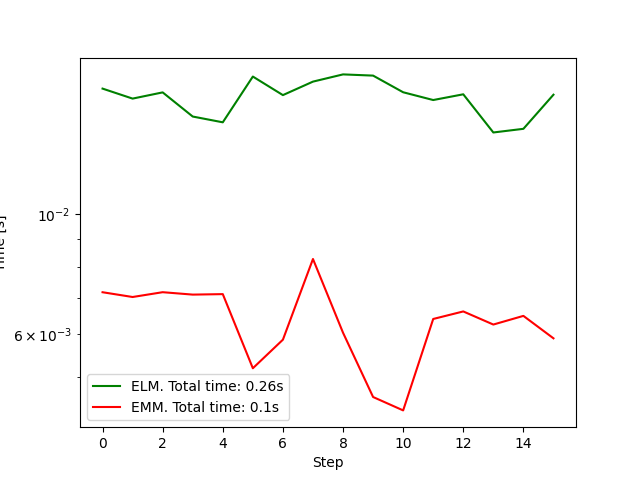 10⁻²
6 × 10⁻³
Time [s]
ELM. Total time: 0.26s
EMM. Total time: 0.1s
0 2 4 6 8 10 12 14
Step